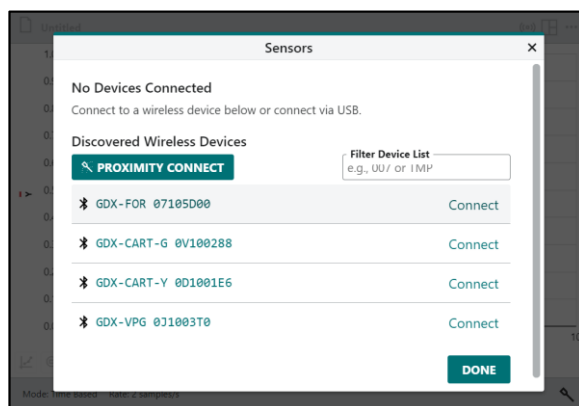 Untitled
Sensors
No Devices Connected
Connect to a wireless device below or connect via USB.
Discovered Wireless Devices
PROXIMITY CONNECT
Filter Device List
e.g., 007 or TMP
GDX-FOR 07105D00 Connect
GDX-CART-G 0V100288 Connect
GDX-CART-Y 0D1001E6 Connect
GDX-VPG 0J1003T0 Connect
DONE
Mode: Time Based Rate: 2 samples/s